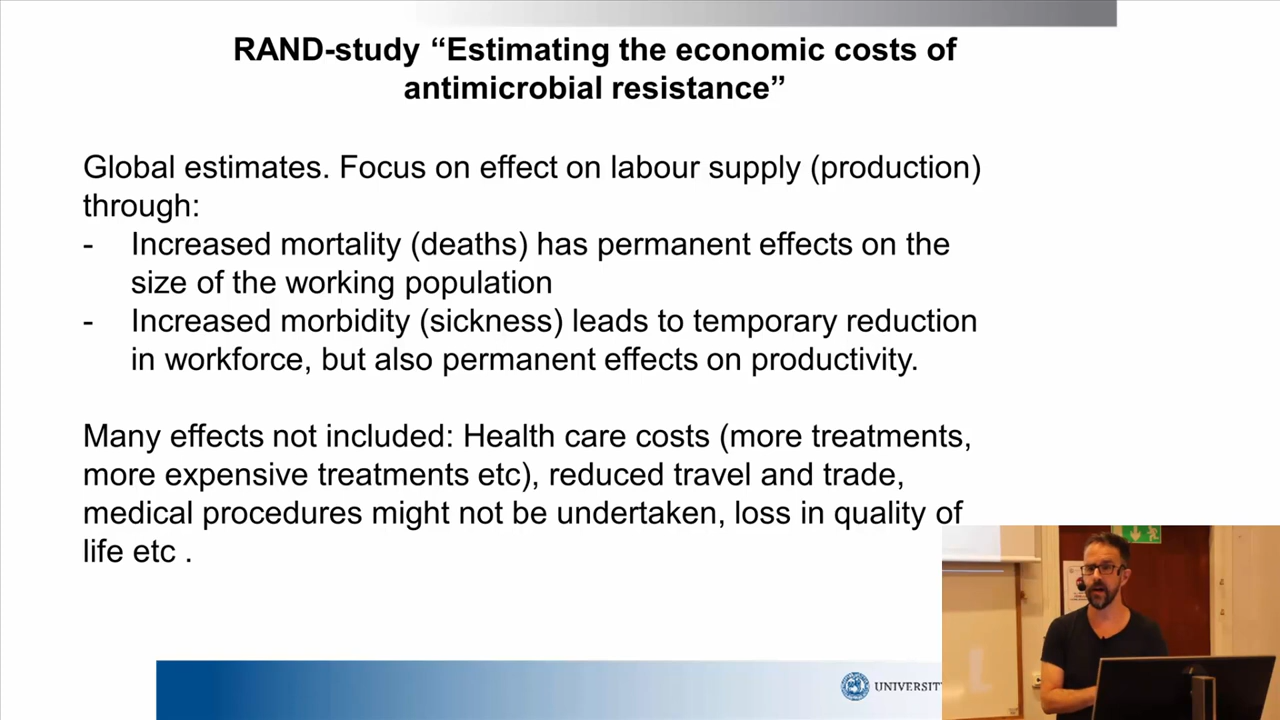 RAND-study “Estimating the economic costs of
antimicrobial resistance”
Global estimates. Focus on effect on labour supply (production)
through:
- Increased mortality (deaths) has permanent effects on the
size of the working population
- Increased morbidity (sickness) leads to temporary reduction
in workforce, but also permanent effects on productivity.
Many effects not included: Health care costs (more treatments,
more expensive treatments etc), reduced travel and trade,
medical procedures might not be undertaken, loss in quality of
life etc .
UNIVERSITY